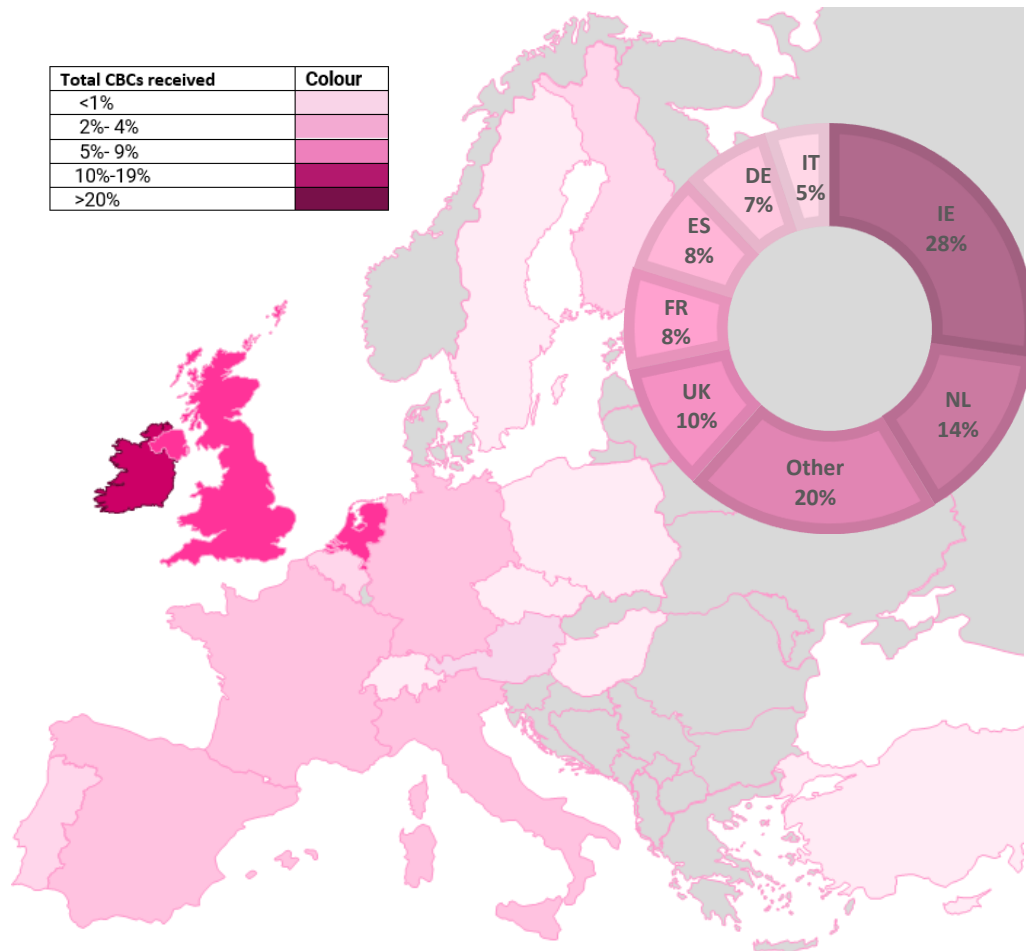 Total CBCs received Colour
<1%
2%- 4%
5%- 9%
10%-19%
>20%
IE
28%
NL
14%
Other
20%
UK
10%
FR
8%
ES
8%
DE
7%
IT
5%